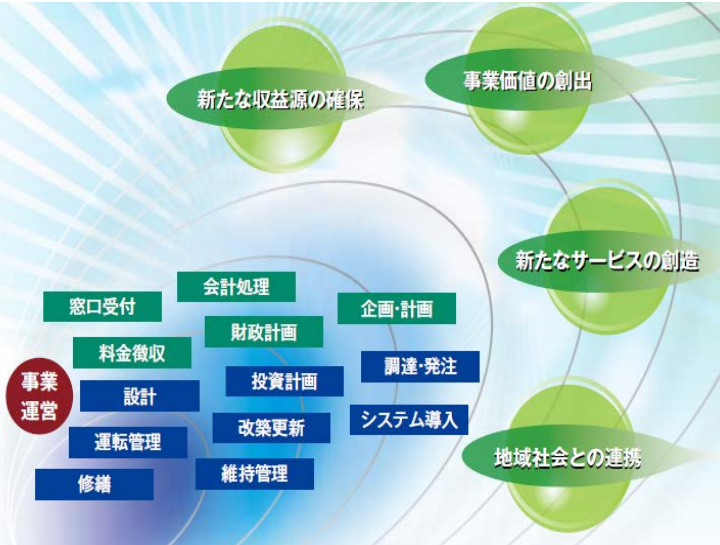 新たな収益源の確保
事業価値の創出
新たなサービスの創造
地域社会との連携
会計処理
窓口受付
企画・計画
財政計画
料金徴収
調達・発注
投資計画
設計
事業
運営
システム導入
改築更新
運転管理
維持管理
修繕